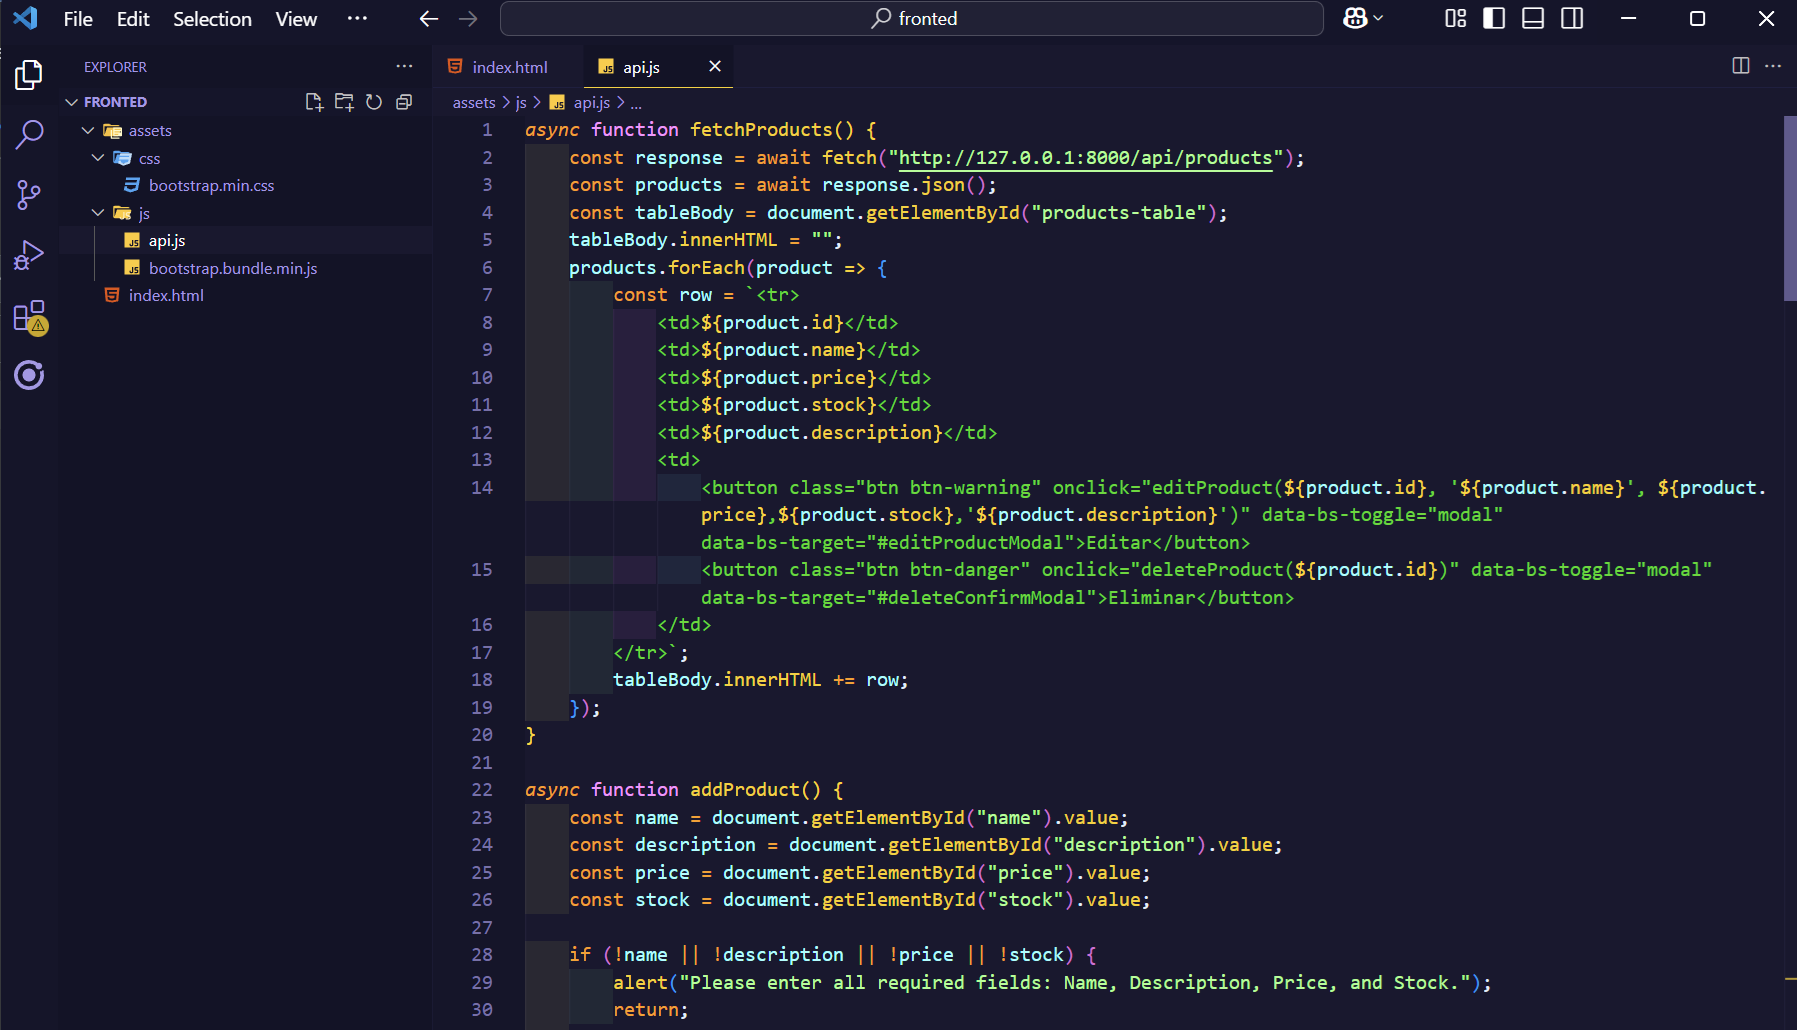 File Edit Selection View ··· fronted
EXPLORER ···
FRONTED
assets
css
bootstrap.min.css
js
api.js
bootstrap.bundle.min.js
index.html
index.html api.js
assets > js > api.js > ...
1 async function fetchProducts() {
2 const response = await fetch("http://127.0.0.1:8000/api/products");
3 const products = await response.json();
4 const tableBody = document.getElementById("products-table");
5 tableBody.innerHTML = "";
6 products.forEach(product => {
7 const row = `<tr>
8 <td>${product.id}</td>
9 <td>${product.name}</td>
10 <td>${product.price}</td>
11 <td>${product.stock}</td>
12 <td>${product.description}</td>
13 <td>
14 <button class="btn btn-warning" onclick="editProduct(${product.id}, '${product.name}', ${product.
price},${product.stock},'${product.description}')" data-bs-toggle="modal"
data-bs-target="#editProductModal">Editar</button>
15 <button class="btn btn-danger" onclick="deleteProduct(${product.id})" data-bs-toggle="modal"
data-bs-target="#deleteConfirmModal">Eliminar</button>
16 </td>
17 </tr>`;
18 tableBody.innerHTML += row;
19 });
20 }
21
22 async function addProduct() {
23 const name = document.getElementById("name").value;
24 const description = document.getElementById("description").value;
25 const price = document.getElementById("price").value;
26 const stock = document.getElementById("stock").value;
27
28 if (!name || !description || !price || !stock) {
29 alert("Please enter all required fields: Name, Description, Price, and Stock.");
30 return;